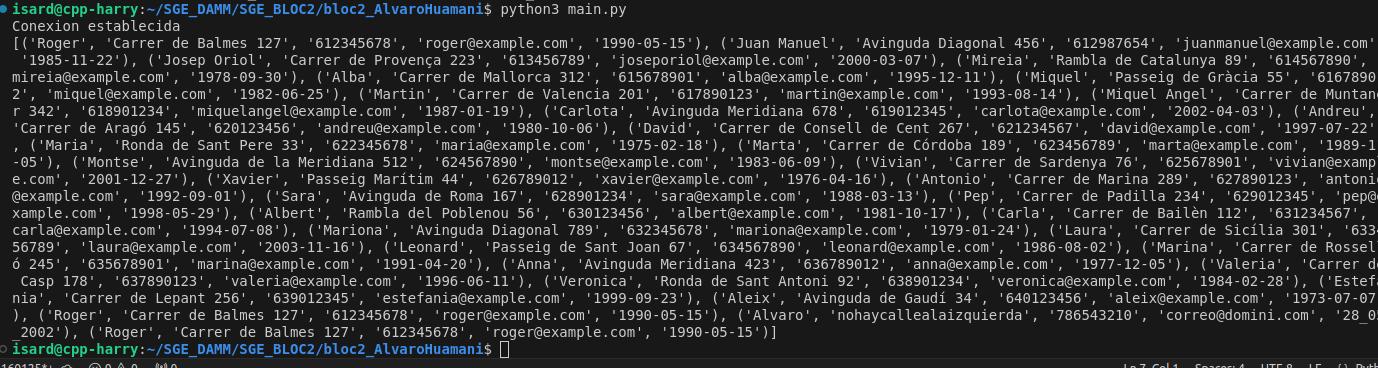 isard@cpp-harry:~/SGE_DAMM/SGE_BLOC2/bloc2_AlvaroHuamani$ python3 main.py
Conexion establecida
[('Roger', 'Carrer de Balmes 127', '612345678', 'roger@example.com', '1990-05-15'), ('Juan Manuel', 'Avinguda Diagonal 456', '612987654', 'juanmanuel@example.com'
 '1985-11-22'), ('Josep Oriol', 'Carrer de Provença 223', '613456789', 'joseporiol@example.com', '2000-03-07'), ('Mireia', 'Rambla de Catalunya 89', '614567890',
mireia@example.com', '1978-09-30'), ('Alba', 'Carrer de Mallorca 312', '615678901', 'alba@example.com', '1995-12-11'), ('Miquel', 'Passeig de Gràcia 55', '6167890
2', 'miquel@example.com', '1982-06-25'), ('Martin', 'Carrer de Valencia 201', '617890123', 'martin@example.com', '1993-08-14'), ('Miquel Angel', 'Carrer de Muntane
r 342', '618901234', 'miquelangel@example.com', '1987-01-19'), ('Carlota', 'Avinguda Meridiana 678', '619012345', 'carlota@example.com', '2002-04-03'), ('Andreu',
'Carrer de Aragó 145', '620123456', 'andreu@example.com', '1980-10-06'), ('David', 'Carrer de Consell de Cent 267', '621234567', 'david@example.com', '1997-07-22'
, ('Maria', 'Ronda de Sant Pere 33', '622345678', 'maria@example.com', '1975-02-18'), ('Marta', 'Carrer de Córdoba 189', '623456789', 'marta@example.com', '1989-1
-05'), ('Montse', 'Avinguda de la Meridiana 512', '624567890', 'montse@example.com', '1983-06-09'), ('Vivian', 'Carrer de Sardenya 76', '625678901', 'vivian@examp
e.com', '2001-12-27'), ('Xavier', 'Passeig Marítim 44', '626789012', 'xavier@example.com', '1976-04-16'), ('Antonio', 'Carrer de Marina 289', '627890123', 'antoni
@example.com', '1992-09-01'), ('Sara', 'Avinguda de Roma 167', '628901234', 'sara@example.com', '1988-03-13'), ('Pep', 'Carrer de Padilla 234', '629012345', 'pep@
xample.com', '1998-05-29'), ('Albert', 'Rambla del Poblenou 56', '630123456', 'albert@example.com', '1981-10-17'), ('Carla', 'Carrer de Bailèn 112', '631234567',
carla@example.com', '1994-07-08'), ('Mariona', 'Avinguda Diagonal 789', '632345678', 'mariona@example.com', '1979-01-24'), ('Laura', 'Carrer de Sicília 301', '6334
56789', 'laura@example.com', '2003-11-16'), ('Leonard', 'Passeig de Sant Joan 67', '634567890', 'leonard@example.com', '1986-08-02'), ('Marina', 'Carrer de Rossel
ó 245', '635678901', 'marina@example.com', '1991-04-20'), ('Anna', 'Avinguda Meridiana 423', '636789012', 'anna@example.com', '1977-12-05'), ('Valeria', 'Carrer d
 Casp 178', '637890123', 'valeria@example.com', '1996-06-11'), ('Veronica', 'Ronda de Sant Antoni 92', '638901234', 'veronica@example.com', '1984-02-28'), ('Estef
nia', 'Carrer de Lepant 256', '639012345', 'estefania@example.com', '1999-09-23'), ('Aleix', 'Avinguda de Gaudí 34', '640123456', 'aleix@example.com', '1973-07-07
), ('Roger', 'Carrer de Balmes 127', '612345678', 'roger@example.com', '1990-05-15'), ('Alvaro', 'nohaycallealaizquierda', '786543210', 'correo@domini.com', '28_05
_2002'), ('Roger', 'Carrer de Balmes 127', '612345678', 'roger@example.com', '1990-05-15')]
isard@cpp-harry:~/SGE_DAMM/SGE_BLOC2/bloc2_AlvaroHuamani$